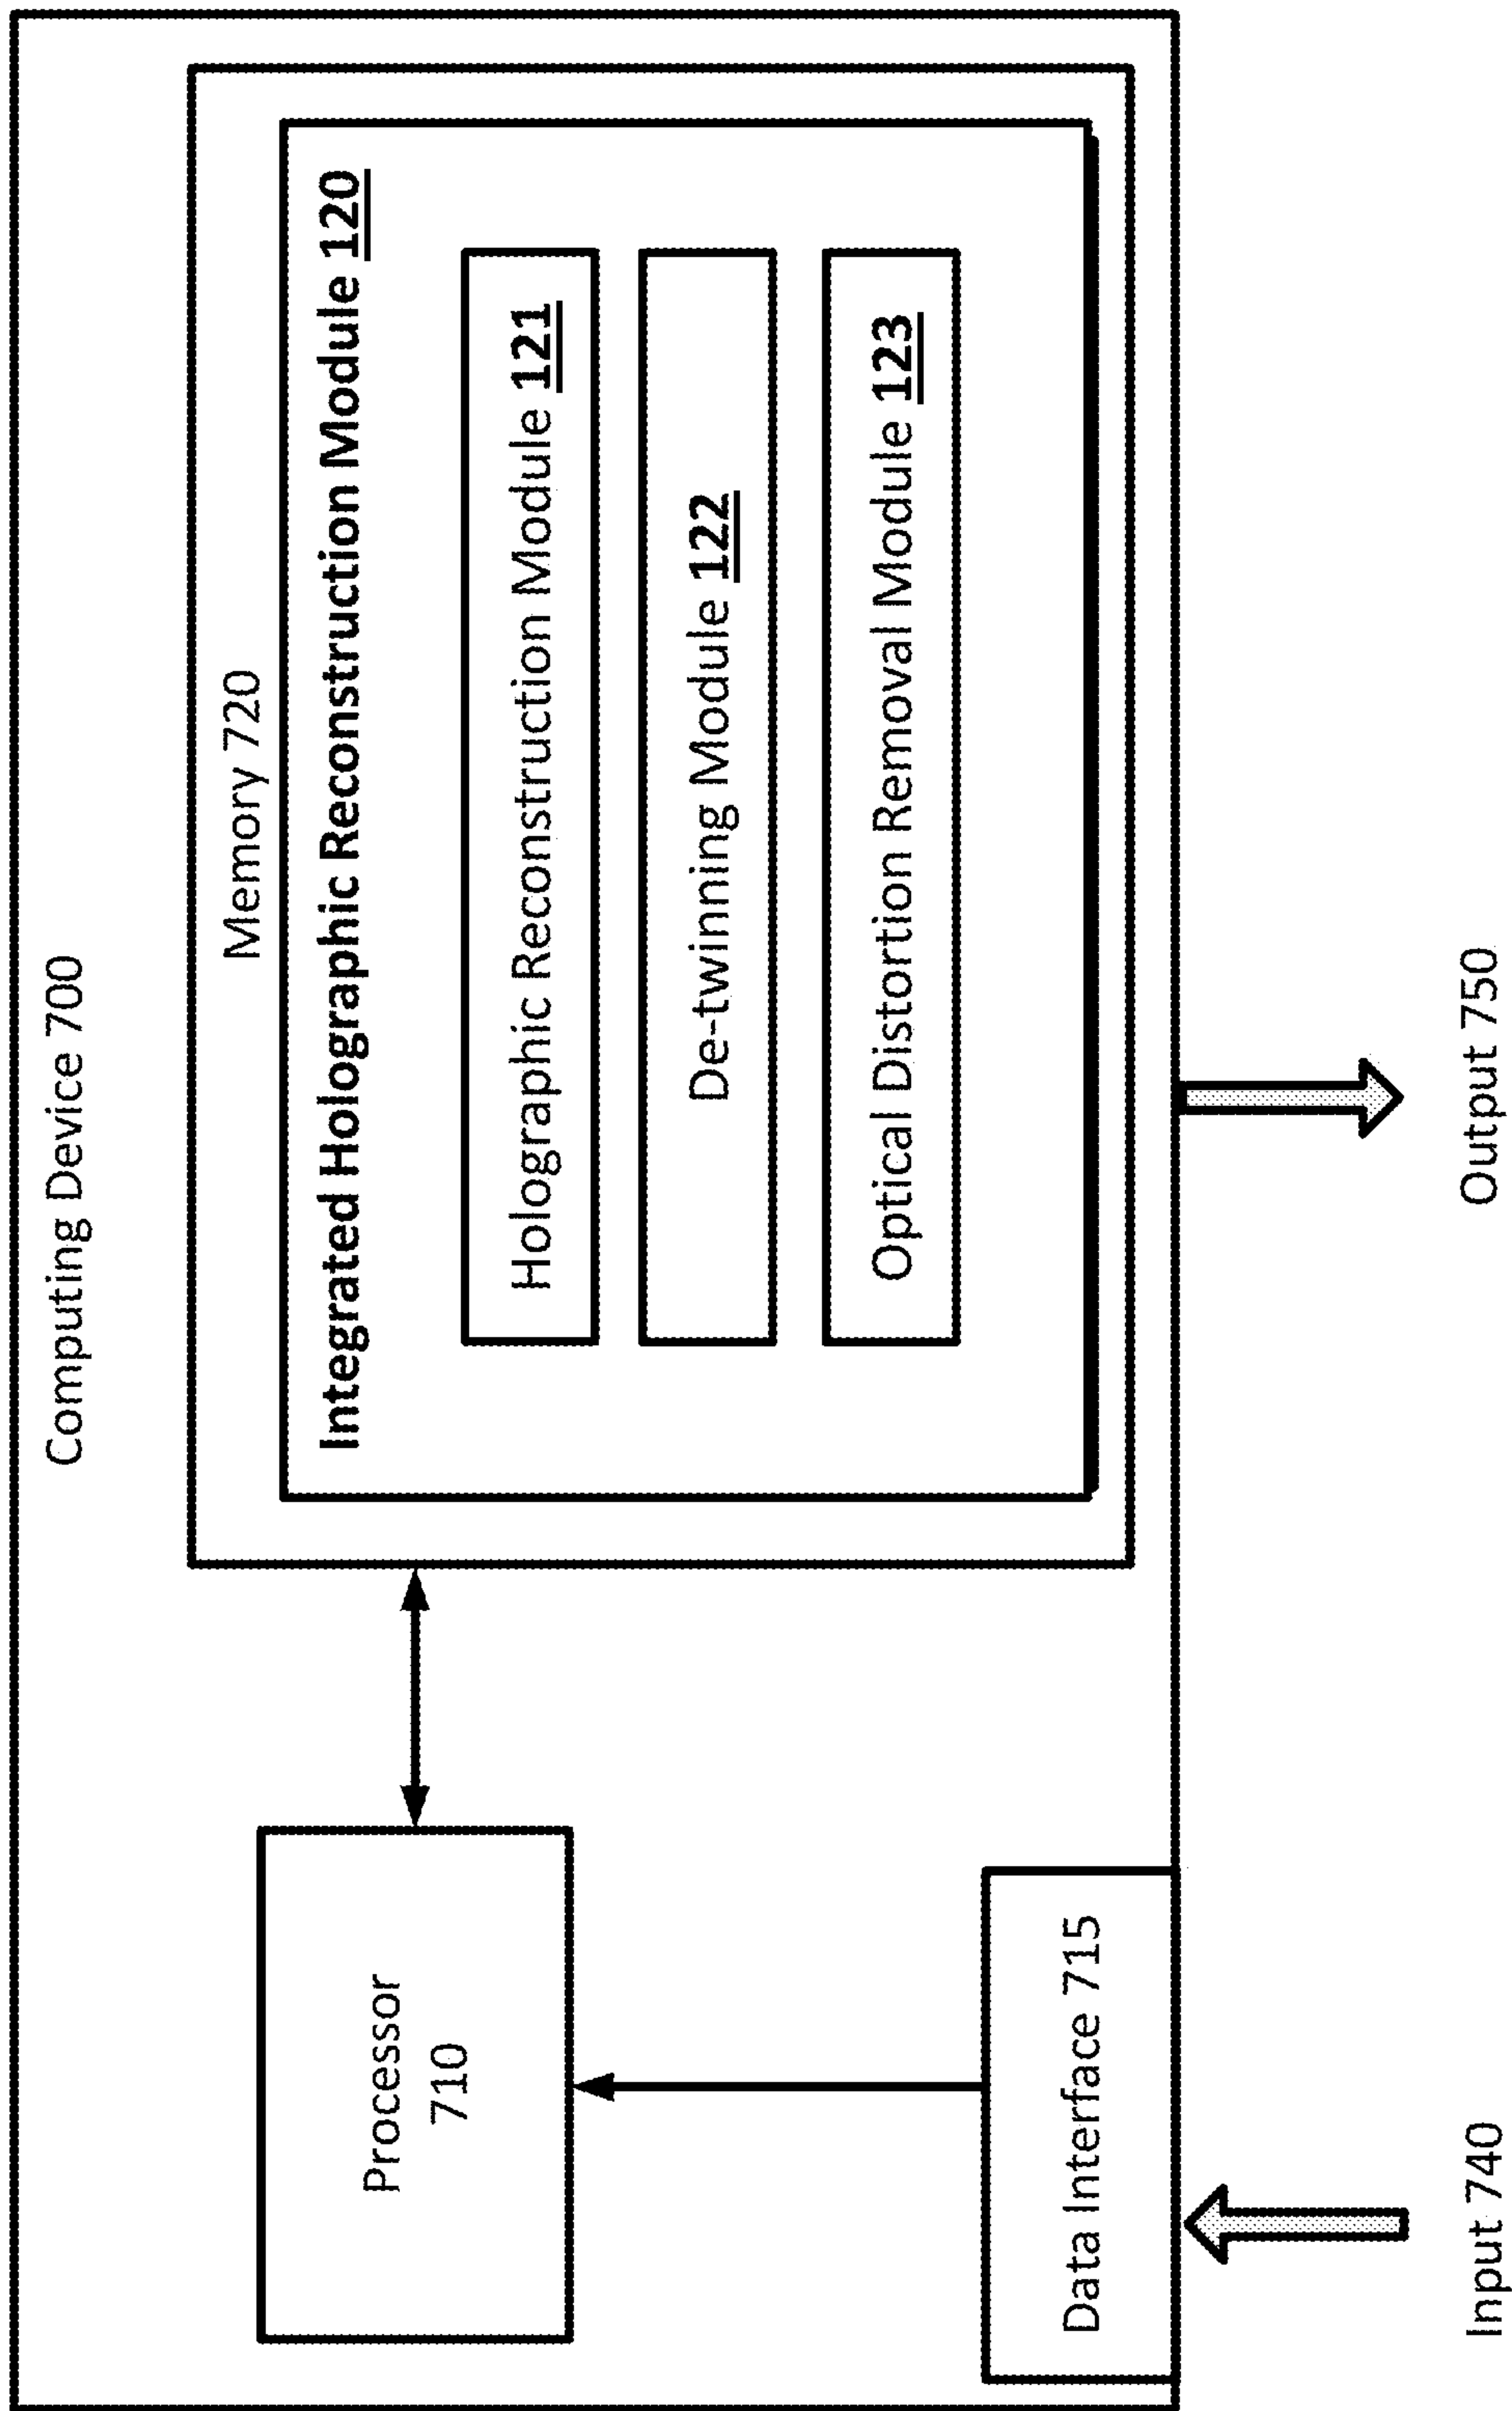 Computing Device 700
Memory 720
Integrated Holographic Reconstruction Module 120
Holographic Reconstruction Module 121
De-twinning Module 122
Optical Distortion Removal Module 123
Processor
710
Data Interface 715
Input 740
Output 750